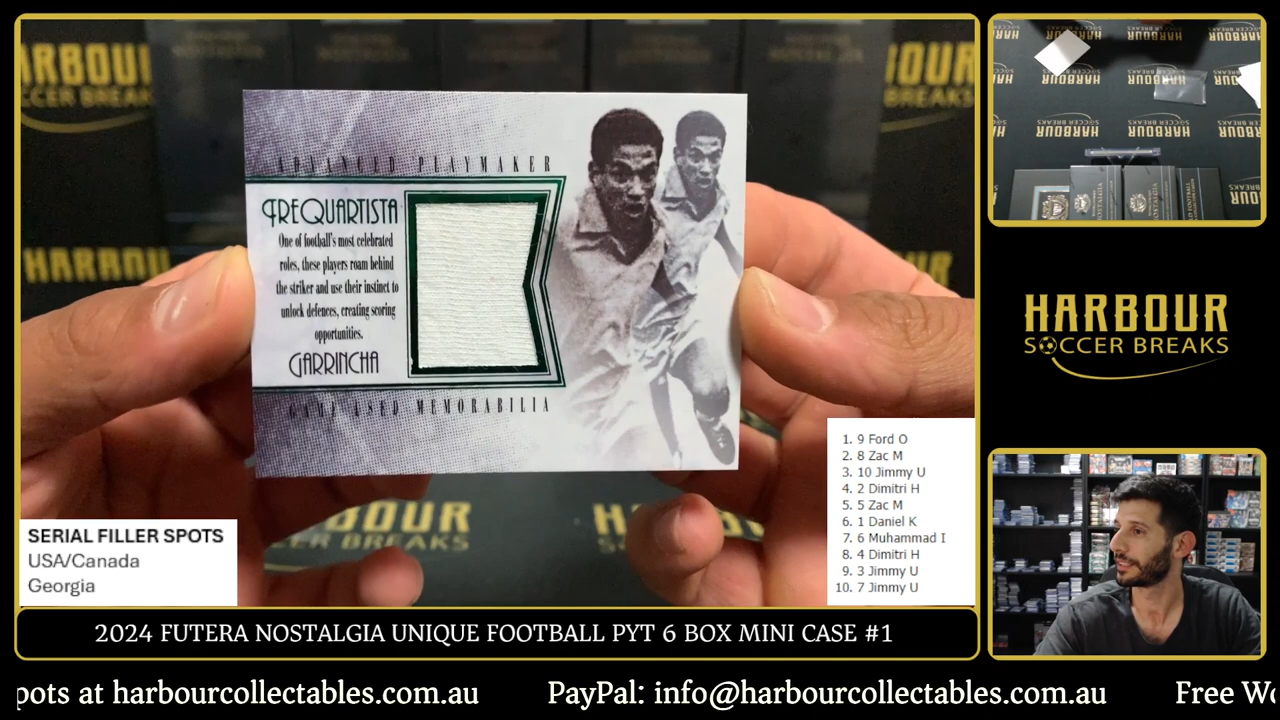 ADVANCED PLAYMAKER
TREQUARTISTA
One of football's most celebrated
roles, these players roam behind
the striker and use their instinct to
unlock defences, creating scoring
opportunities.
GARRINCHA
GAME USED MEMORABILIA
SERIAL FILLER SPOTS
USA/Canada
Georgia
1. 9 Ford O
2. 8 Zac M
3. 10 Jimmy U
4. 2 Dimitri H
5. 5 Zac M
6. 1 Daniel K
7. 6 Muhammad I
8. 4 Dimitri H
9. 3 Jimmy U
10. 7 Jimmy U
2024 FUTERA NOSTALGIA UNIQUE FOOTBALL PYT 6 BOX MINI CASE #1
pots at harbourcollectables.com.au PayPal: info@harbourcollectables.com.au Free Wo
HARBOUR
SOCCER BREAKS